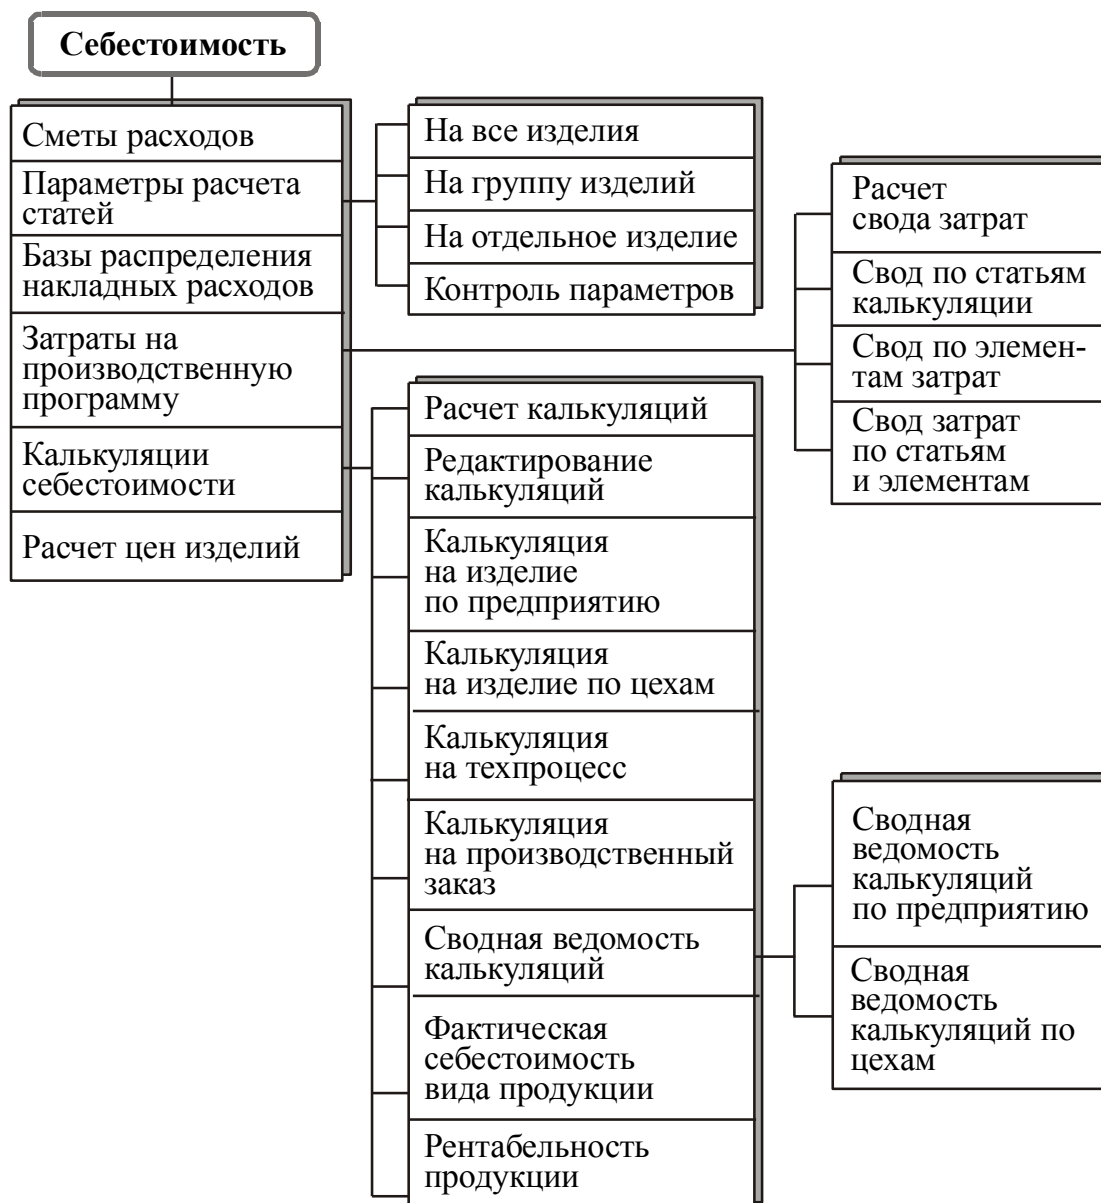 Себестоимость
Сметы расходов
Параметры расчета
статей
Базы распределения
накладных расходов
Затраты на
производственную
программу
Калькуляции
себестоимости
Расчет цен изделий
На все изделия
На группу изделий
На отдельное изделие
Контроль параметров
Расчет
свода затрат
Свод по статьям
калькуляции
Свод по элемен-
там затрат
Свод затрат
по статьям
и элементам
Расчет калькуляций
Редактирование
калькуляций
Калькуляция
на изделие
по предприятию
Калькуляция
на изделие по цехам
Калькуляция
на техпроцесс
Калькуляция
на производственный
заказ
Сводная ведомость
калькуляций
Фактическая
себестоимость
вида продукции
Рентабельность
продукции
Сводная
ведомость
калькуляций
по предприятию
Сводная
ведомость
калькуляций по
цехам